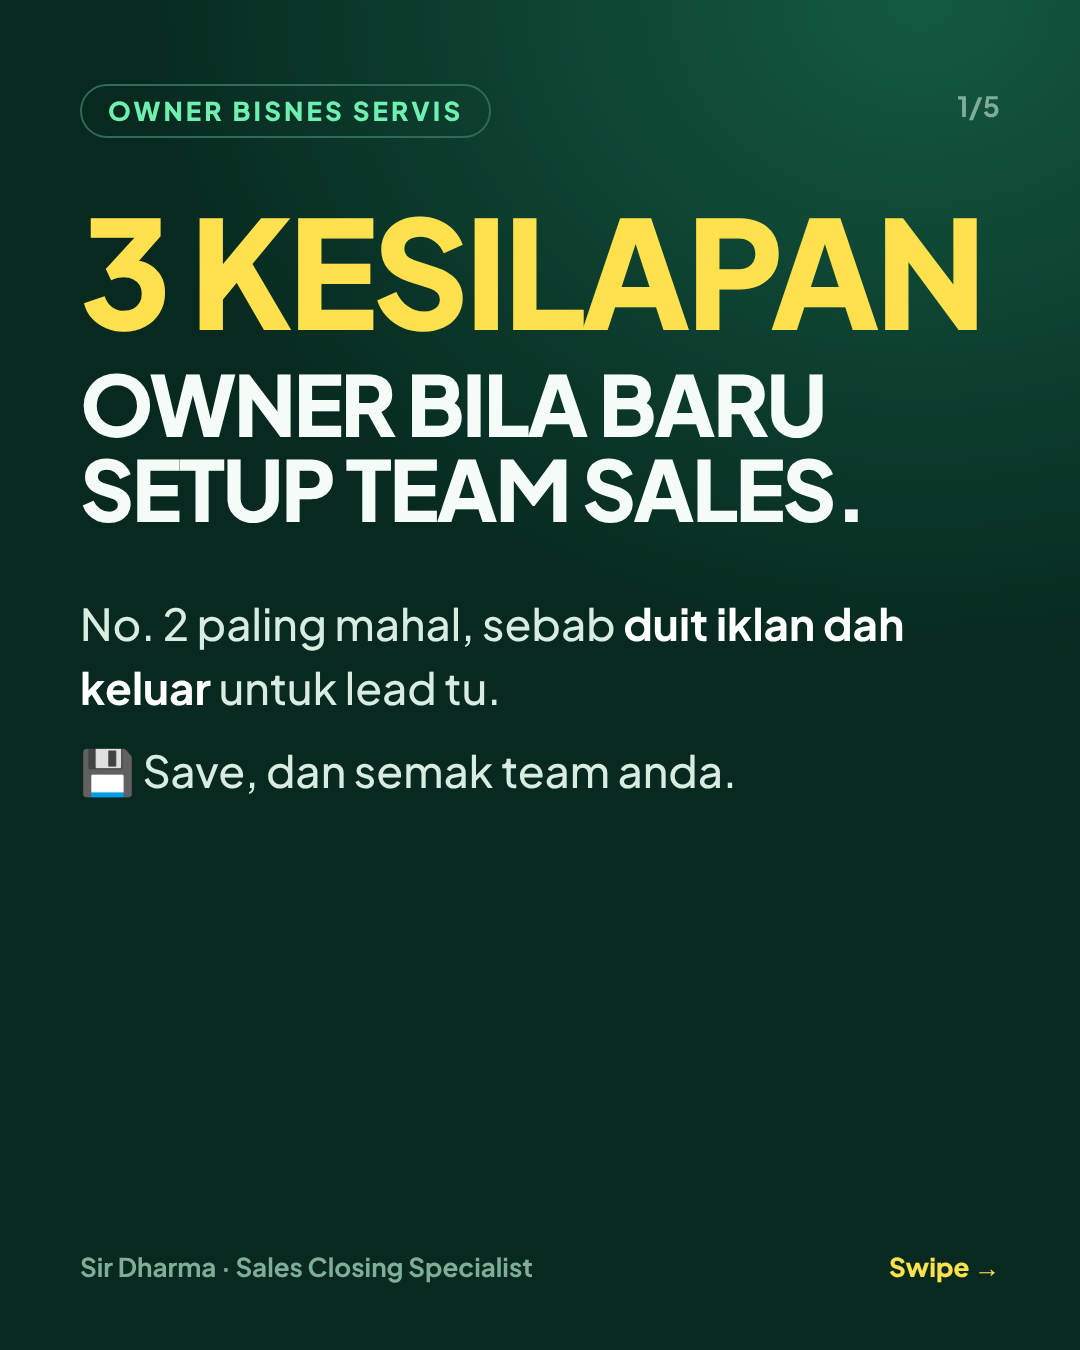 OWNER BISNES SERVIS
1/5
3 KESILAPAN
OWNER BILA BARU
SETUP TEAM SALES.
No. 2 paling mahal, sebab duit iklan dah
keluar untuk lead tu.
💾 Save, dan semak team anda.
Sir Dharma · Sales Closing Specialist
Swipe →